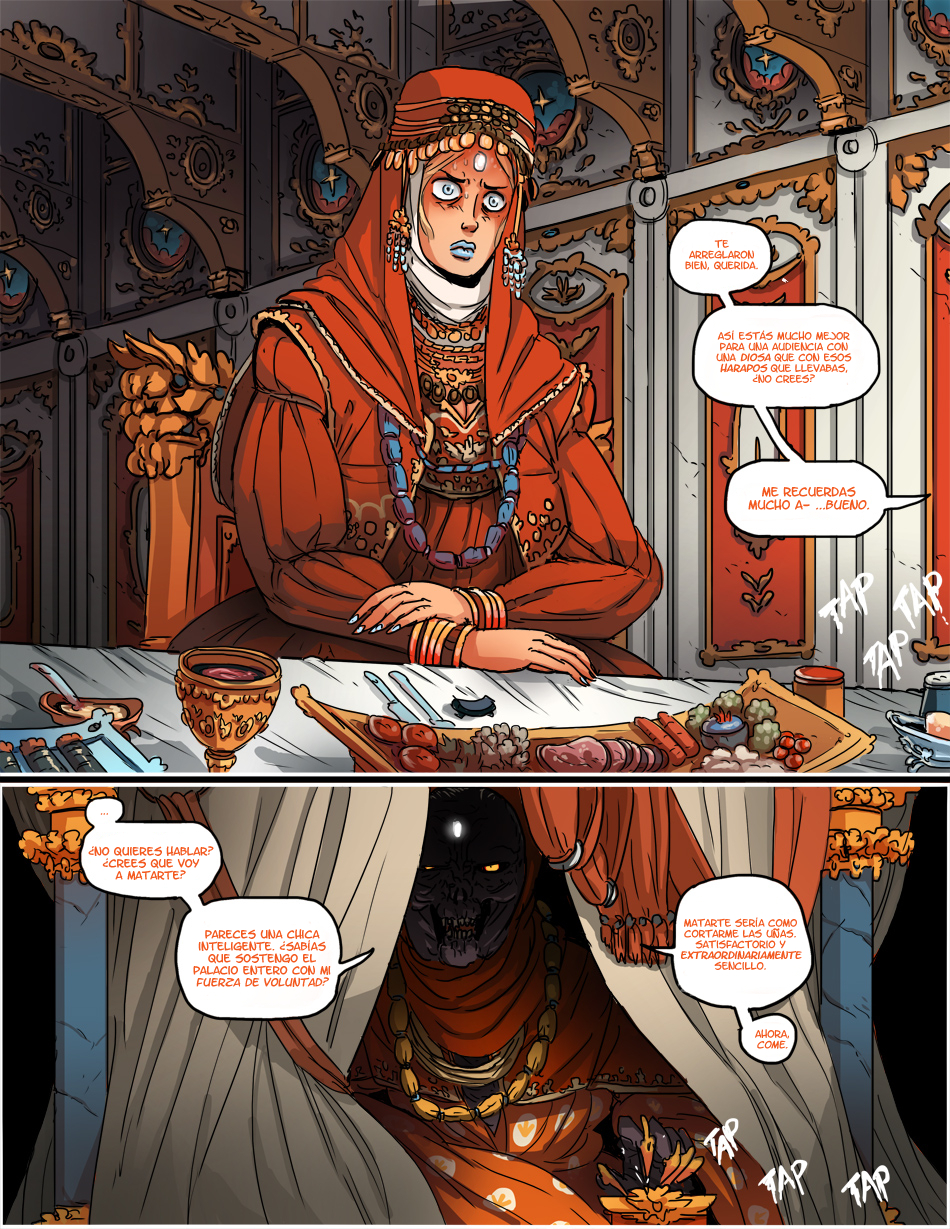 TE
ARREGLARON
BIEN, QUERIDA.
ASÍ ESTÁS MUCHO MEJOR
PARA UNA AUDIENCIA CON
UNA DIOSA QUE CON ESOS
HARAPOS QUE LLEVABAS,
¿NO CREES?
ME RECUERDAS
MUCHO A- ...BUENO.
TAP
TAP
TAP
...
¿NO QUIERES HABLAR?
¿CREES QUE VOY
A MATARTE?
PARECES UNA CHICA
INTELIGENTE. ¿SABÍAS
QUE SOSTENGO EL
PALACIO ENTERO CON MI
FUERZA DE VOLUNTAD?
MATARTE SERÍA COMO
CORTARME LAS UÑAS.
SATISFACTORIO Y
EXTRAORDINARIAMENTE
SENCILLO.
AHORA,
COME.
TAP
TAP
TAP